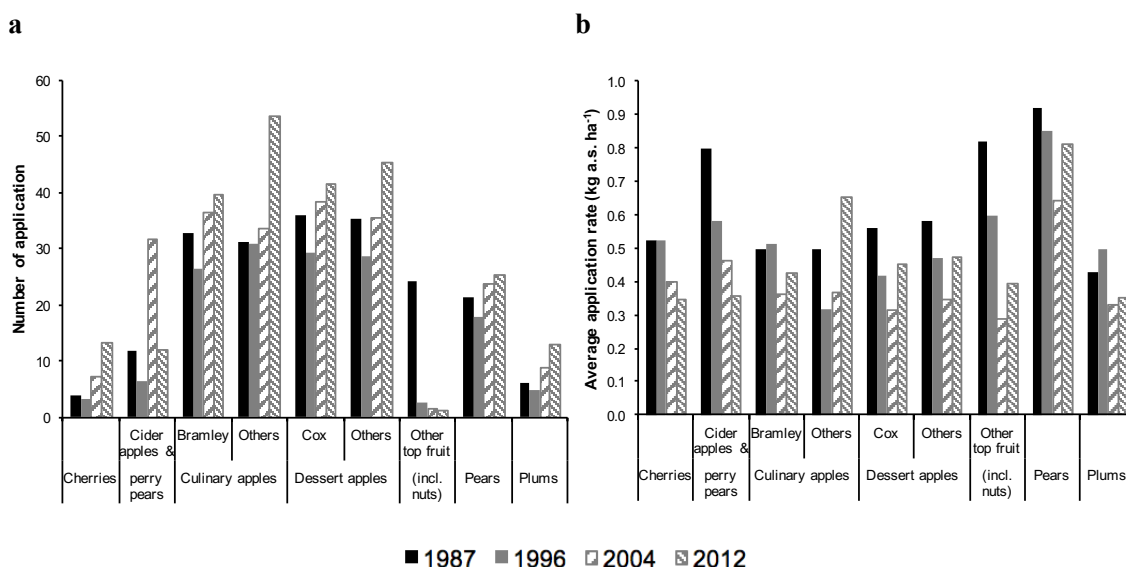 a
b
Number of application
60
50
40
30
20
10
0
Cider apples & perry pears
Bramley
Others
Cox
Others
Other top fruit (incl. nuts)
Cherries
Culinary apples
Dessert apples
Pears
Plums
Average application rate (kg a.s. ha⁻¹)
1.0
0.9
0.8
0.7
0.6
0.5
0.4
0.3
0.2
0.1
0.0
Cider apples & perry pears
Bramley
Others
Cox
Others
Other top fruit (incl. nuts)
Cherries
Culinary apples
Dessert apples
Pears
Plums
1987 1996 2004 2012